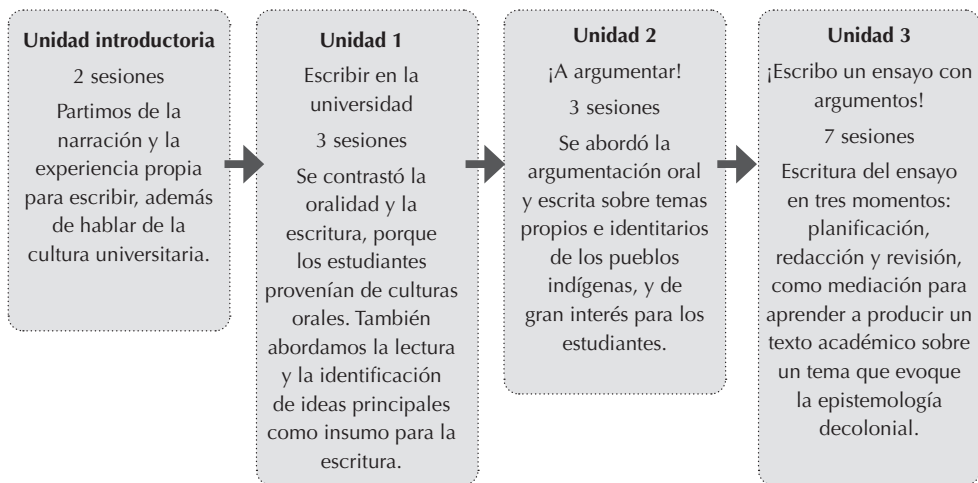 Unidad introductoria
2 sesiones
Partimos de la
narración y la
experiencia propia
para escribir, además
de hablar de la
cultura universitaria.
Unidad 1
Escribir en la
universidad
3 sesiones
Se contrastó la
oralidad y la
escritura, porque
los estudiantes
provenían de culturas
orales. También
abordamos la lectura
y la identificación
de ideas principales
como insumo para la
escritura.
Unidad 2
¡A argumentar!
3 sesiones
Se abordó la
argumentación oral
y escrita sobre temas
propios e identitarios
de los pueblos
indígenas, y de
gran interés para los
estudiantes.
Unidad 3
¡Escribo un ensayo con
argumentos!
7 sesiones
Escritura del ensayo
en tres momentos:
planificación,
redacción y revisión,
como mediación para
aprender a producir un
texto académico sobre
un tema que evoque
la epistemología
decolonial.